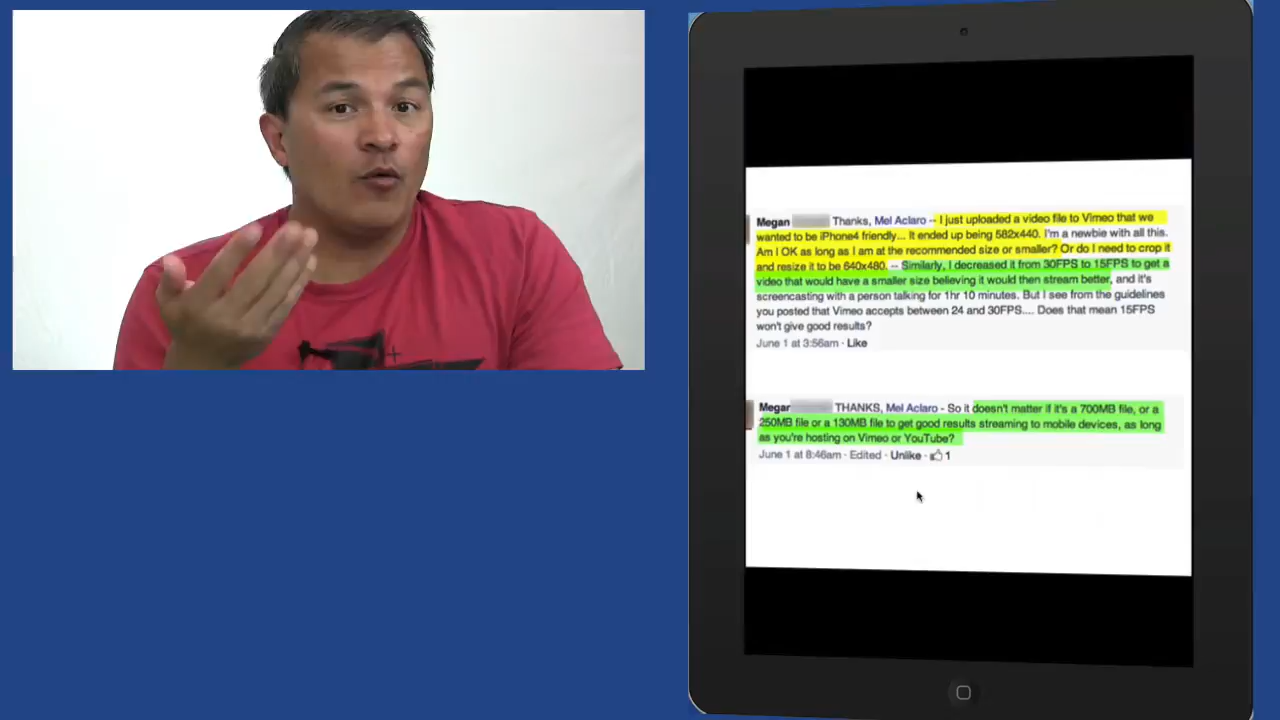 Megan Thanks, Mel Aclaro -- I just uploaded a video file to Vimeo that we
wanted to be iPhone4 friendly... It ended up being 582x440. I'm a newbie with all this.
Am I OK as long as I am at the recommended size or smaller? Or do I need to crop it
and resize it to be 640x480. -- Similarly, I decreased it from 30FPS to 15FPS to get a
video that would have a smaller size believing it would then stream better, and it's
screencasting with a person talking for 1hr 10 minutes. But I see from the guidelines
you posted that Vimeo accepts between 24 and 30FPS.... Does that mean 15FPS
won't give good results?
June 1 at 3:56am · Like
Megan THANKS, Mel Aclaro - So it doesn't matter if it's a 700MB file, or a
250MB file or a 130MB file to get good results streaming to mobile devices, as long
as you're hosting on Vimeo or YouTube?
June 1 at 8:46am · Edited · Unlike · 1